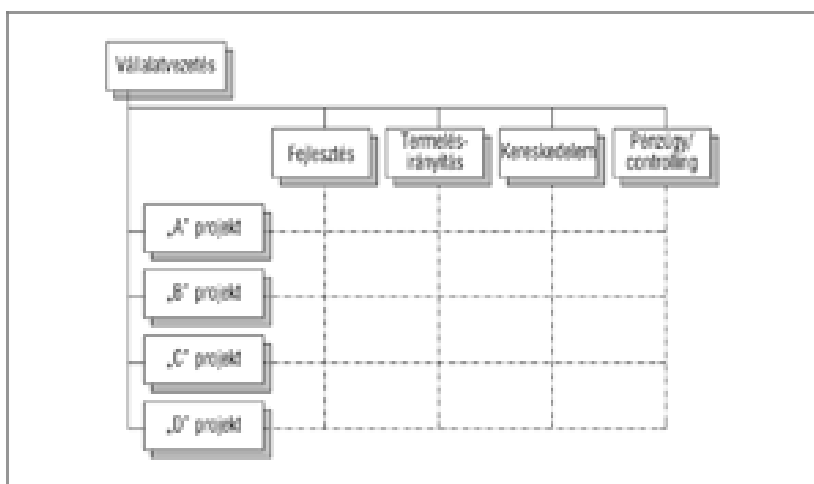 Vállalatvezetés
Fejlesztés
Termelés-
irányítás
Kereskedelem
Pénzügy/
controlling
„A” projekt
„B” projekt
„C” projekt
„D” projekt